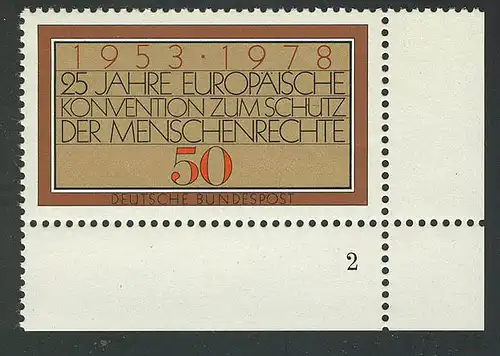 1953·1978
25 JAHRE EUROPÄISCHE
KONVENTION ZUM SCHUTZ
DER MENSCHENRECHTE
50
DEUTSCHE BUNDESPOST
2